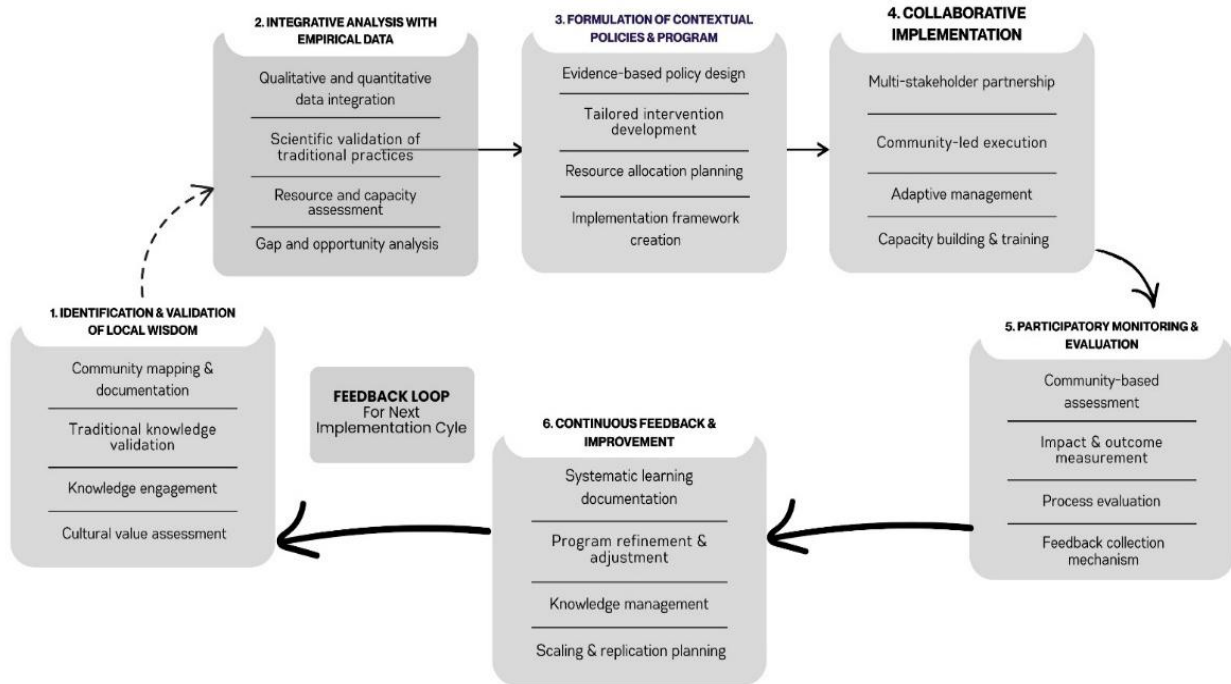 1. IDENTIFICATION & VALIDATION
OF LOCAL WISDOM
Community mapping &
documentation
Traditional knowledge
validation
Knowledge engagement
Cultural value assessment
2. INTEGRATIVE ANALYSIS WITH
EMPIRICAL DATA
Qualitative and quantitative
data integration
Scientific validation of
traditional practices
Resource and capacity
assessment
Gap and opportunity analysis
3. FORMULATION OF CONTEXTUAL
POLICIES & PROGRAM
Evidence-based policy design
Tailored intervention
development
Resource allocation planning
Implementation framework
creation
4. COLLABORATIVE
IMPLEMENTATION
Multi-stakeholder partnership
Community-led execution
Adaptive management
Capacity building & training
5. PARTICIPATORY MONITORING &
EVALUATION
Community-based
assessment
Impact & outcome
measurement
Process evaluation
Feedback collection
mechanism
6. CONTINUOUS FEEDBACK &
IMPROVEMENT
Systematic learning
documentation
Program refinement &
adjustment
Knowledge management
Scaling & replication planning
FEEDBACK LOOP
For Next
Implementation Cyle